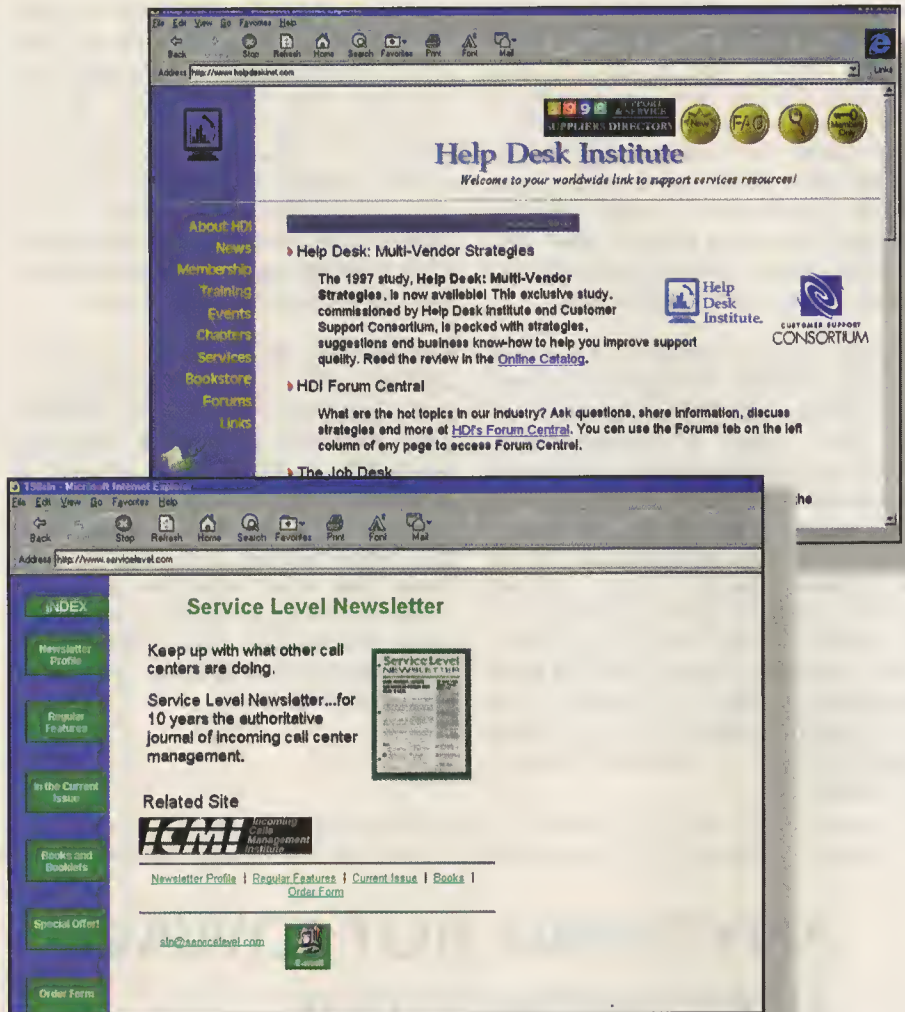 File Edit View Go Favorites Help
Back Stop Refresh Home Search Favorites Print Font Mail
Address http://www.helpdeskinst.com
Links
1998 SUPPORT & SERVICE
SUPPLIERS DIRECTORY
New FAQ Members Only
Help Desk Institute
Welcome to your worldwide link to support services resources!
About HDI
News
Membership
Training
Events
Chapters
Services
Bookstore
Forums
Links
Help Desk: Multi-Vendor Strategies
The 1997 study, Help Desk: Multi-Vendor
Strategies, is now available! This exclusive study,
commissioned by Help Desk Institute and Customer
Support Consortium, is packed with strategies,
suggestions and business know-how to help you improve support
quality. Read the review in the Online Catalog.
Help
Desk
Institute.
CUSTOMER SUPPORT
CONSORTIUM
HDI Forum Central
What are the hot topics in our industry? Ask questions, share information, discuss
strategies and more at HDI's Forum Central. You can use the Forums tab on the left
column of any page to access Forum Central.
The Job Desk
the
- Microsoft Internet Explorer
File Edit View Go Favorites Help
Back Stop Refresh Home Search Favorites Print Font Mail
Address http://www.servicelevel.com
INDEX
Newsletter
Profile
Regular
Features
In the Current
Issue
Books and
Booklets
Special Offer!
Order Form
Service Level Newsletter
Keep up with what other call
centers are doing.
Service Level Newsletter...for
10 years the authoritative
journal of incoming call center
management.
Service Level
NEWSLETTER
Related Site
ICMI Incoming
Calls
Management
Institute
Newsletter Profile | Regular Features | Current Issue | Books |
Order Form
sln@servicelevel.com
E-mail